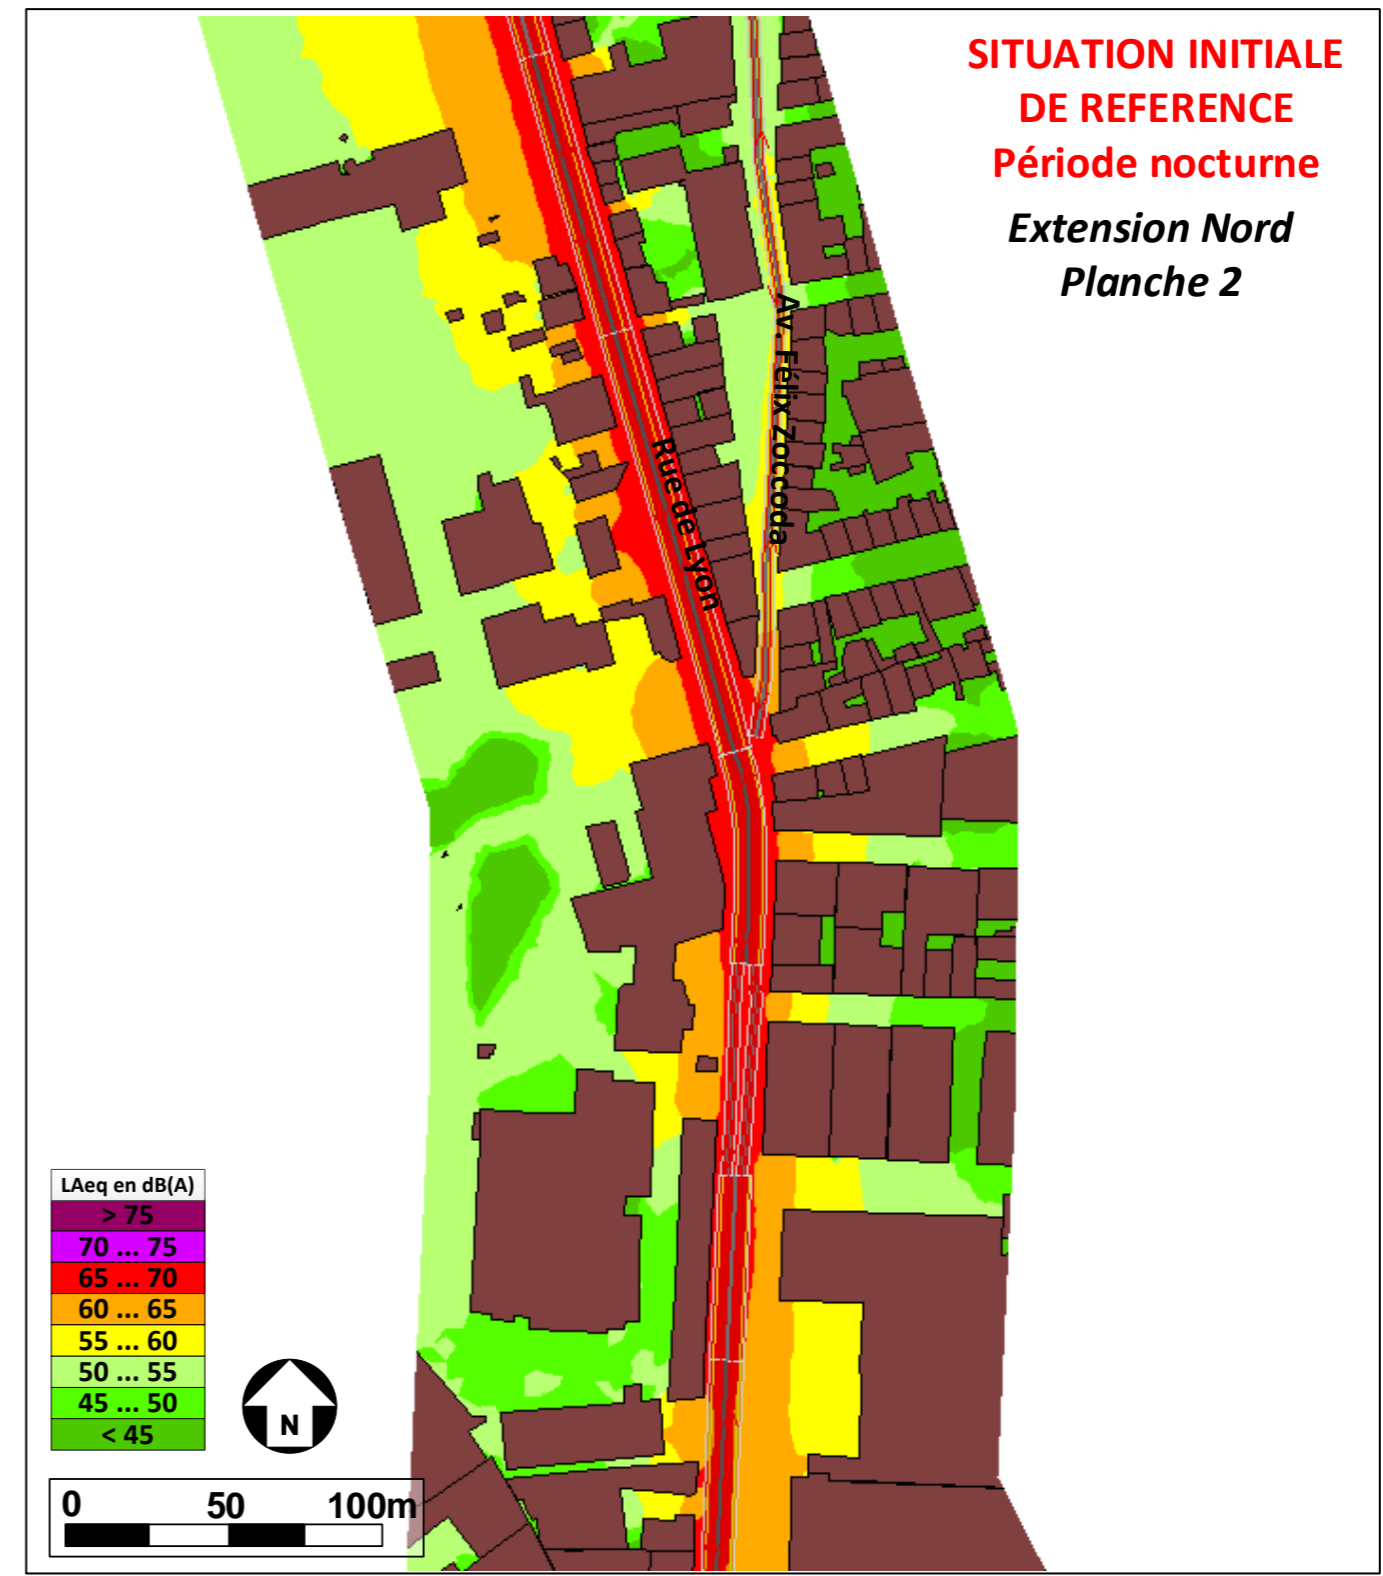 SITUATION INITIALE
DE REFERENCE
Période nocturne
Extension Nord
Planche 2
Av. Félix Zoccoda
Rue de Lyon
LAeq en dB(A)
> 75
70 ... 75
65 ... 70
60 ... 65
55 ... 60
50 ... 55
45 ... 50
< 45
N
0 50 100m